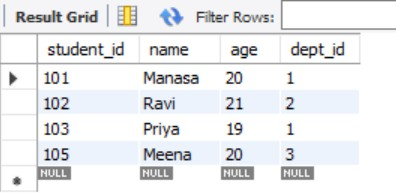 Result Grid Filter Rows:
student_id name age dept_id
101 Manasa 20 1
102 Ravi 21 2
103 Priya 19 1
105 Meena 20 3
NULL NULL NULL NULL